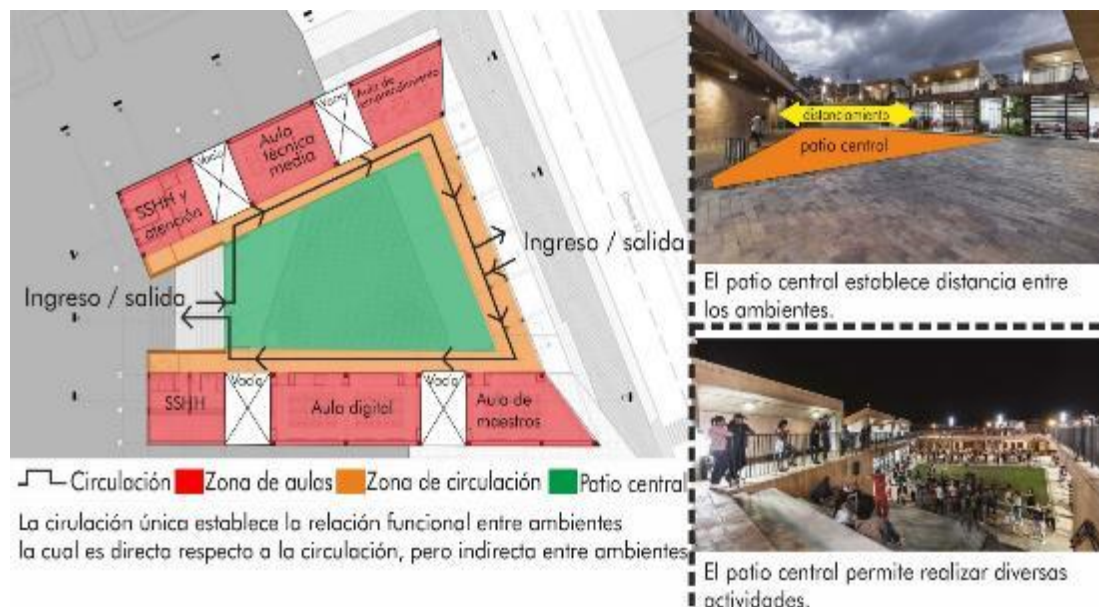 Vacío
Aula de
emprendimiento
Vacío
Aula
técnica
media
Vacío
SSHH y
atención
Ingreso / salida
Ingreso / salida
Vacío
Vacío
SSHH
Aula digital
Aula de
maestros
Circulación
Zona de aulas
Zona de circulación
Patio central
La cirulación única establece la relación funcional entre ambientes
la cual es directa respecto a la circulación, pero indirecta entre ambientes
distanciamiento
patio central
El patio central establece distancia entre
los ambientes.
El patio central permite realizar diversas
actividades.